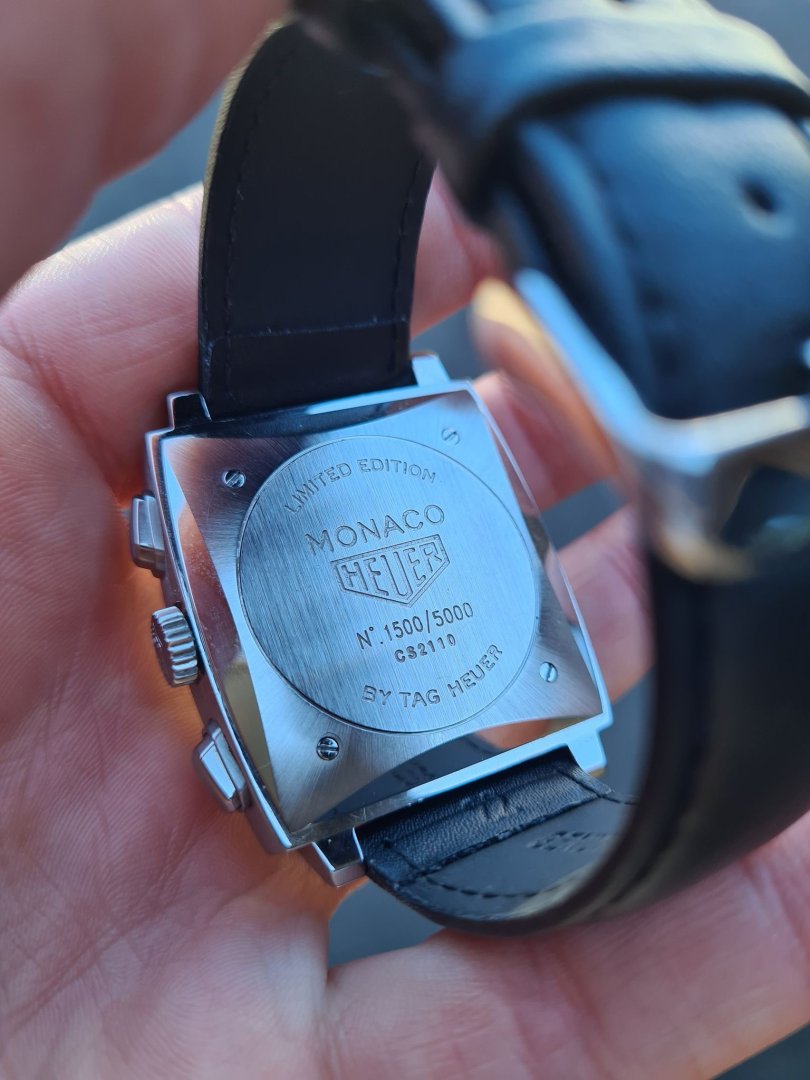 LIMITED EDITION
MONACO
HEUER
N°.1500/5000
CS2110
BY TAG HEUER